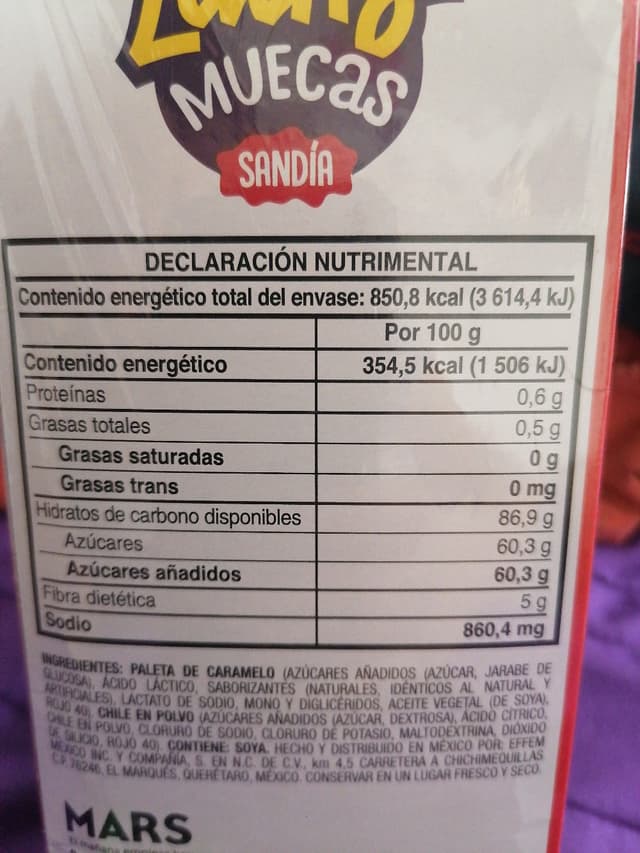 MUECAS
SANDÍA
DECLARACIÓN NUTRIMENTAL
Contenido energético total del envase: 850,8 kcal (3 614,4 kJ)
Por 100 g
Contenido energético 354,5 kcal (1 506 kJ)
Proteínas 0,6 g
Grasas totales 0,5 g
Grasas saturadas 0 g
Grasas trans 0 mg
Hidratos de carbono disponibles 86,9 g
Azúcares 60,3 g
Azúcares añadidos 60,3 g
Fibra dietética 5 g
Sodio 860,4 mg
INGREDIENTES: PALETA DE CARAMELO (AZÚCARES AÑADIDOS (AZÚCAR, JARABE DE
GLUCOSA), ÁCIDO LÁCTICO, SABORIZANTES (NATURALES, IDÉNTICOS AL NATURAL Y
ARTIFICIALES), LACTATO DE SODIO, MONO Y DIGLICÉRIDOS, ACEITE VEGETAL (DE SOYA),
ROJO 40). CHILE EN POLVO (AZÚCARES AÑADIDOS (AZÚCAR, DEXTROSA), ÁCIDO CÍTRICO,
CHILE EN POLVO, CLORURO DE SODIO, CLORURO DE POTASIO, MALTODEXTRINA, DIÓXIDO
DE SILICIO, ROJO 40). CONTIENE: SOYA. HECHO Y DISTRIBUIDO EN MÉXICO POR: EFFEM
MÉXICO INC. Y COMPAÑÍA, S. EN N.C. DE C.V., km 4,5 CARRETERA A CHICHIMEQUILLAS
C.P. 76246, EL MARQUÉS, QUERÉTARO, MÉXICO. CONSERVAR EN UN LUGAR FRESCO Y SECO.
MARS